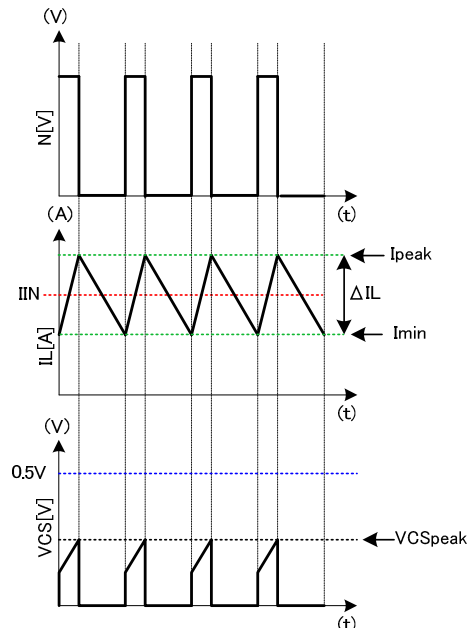 (V)
N[V]
(t)
(A)
Ipeak
IIN
ΔIL
Imin
IL[A]
(t)
(V)
0.5V
VCS[V]
VCSpeak
(t)